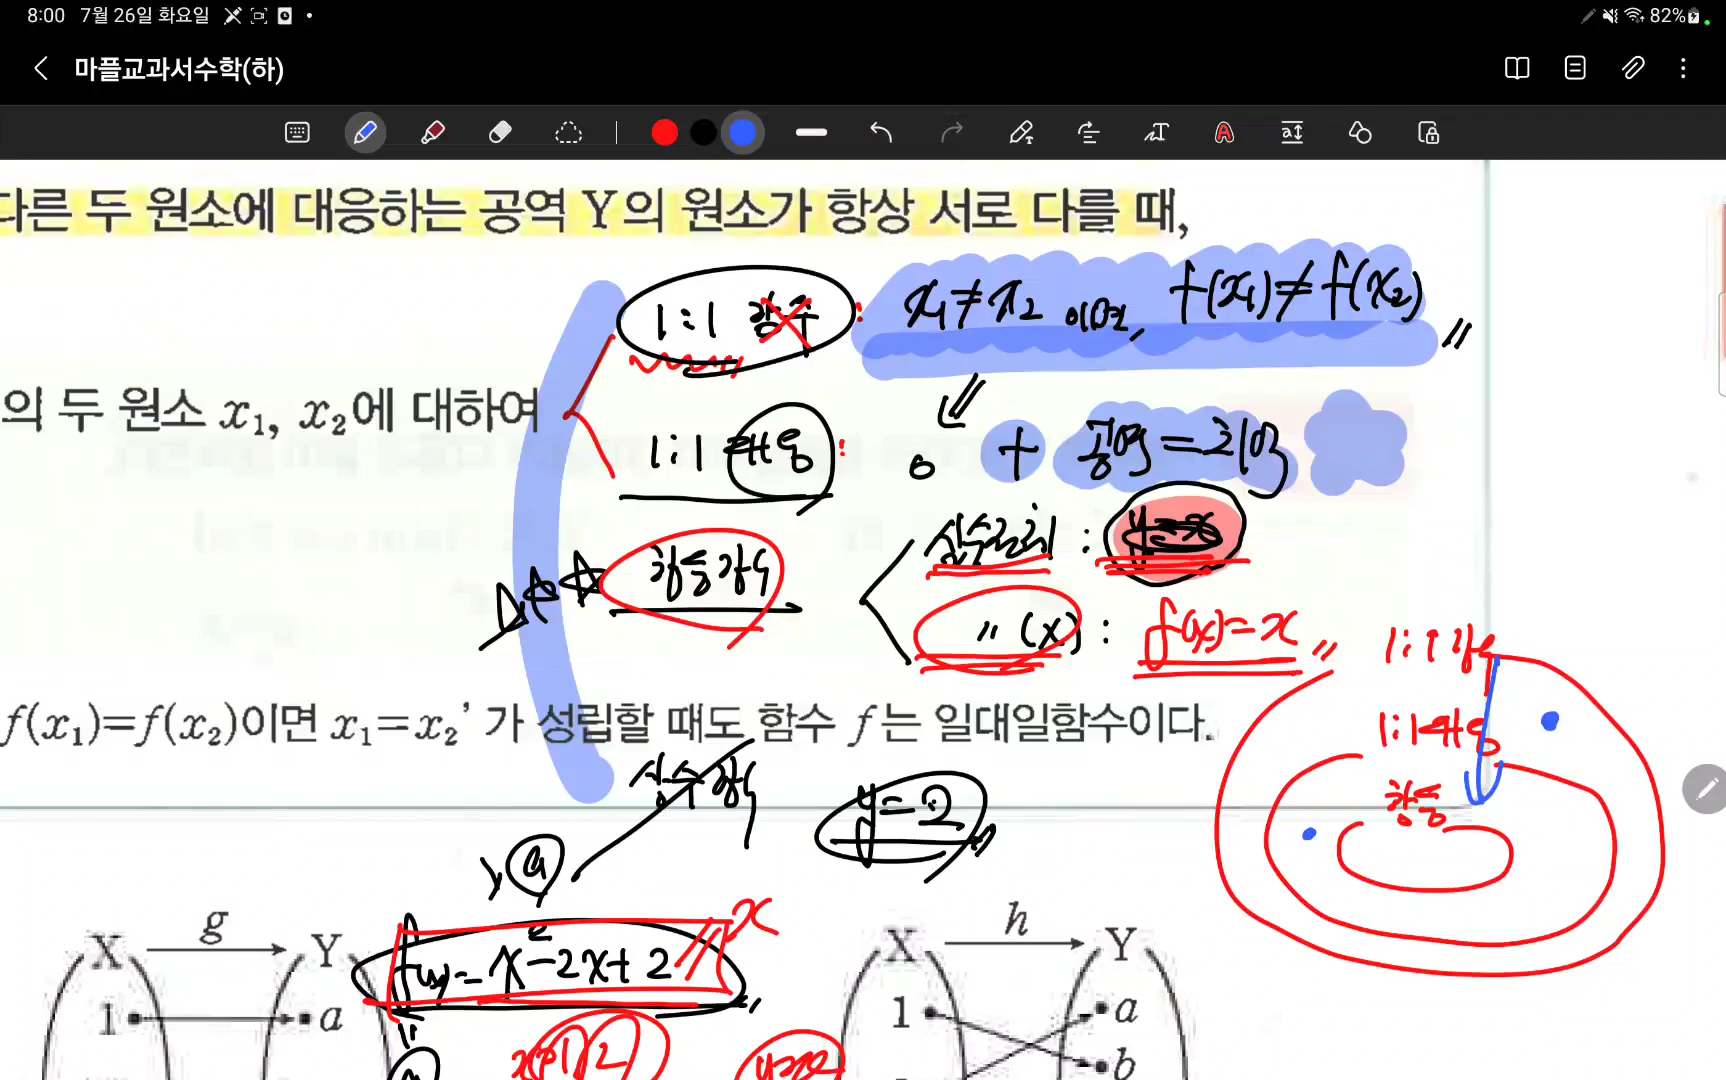 8:00 7월 26일 화요일
82%
마플교과서수학(하)
다른 두 원소에 대응하는 공역 Y의 원소가 항상 서로 다를 때,
1:1 함수 : x₁≠x₂ 이면, f(x₁)≠f(x₂)
의 두 원소 x₁, x₂에 대하여
1:1 대응 : + 공역=치역
항등함수
실수전체 : y=x
〃 (x) : f(x)=x
1:1 함수
1:1 대응
항등
f(x₁)=f(x₂)이면 x₁=x₂’가 성립할 때도 함수 f는 일대일함수이다.
상수함수
y=2
f(x)=x²-2x+2
x
X g Y
1 a
X h Y
1 a
b